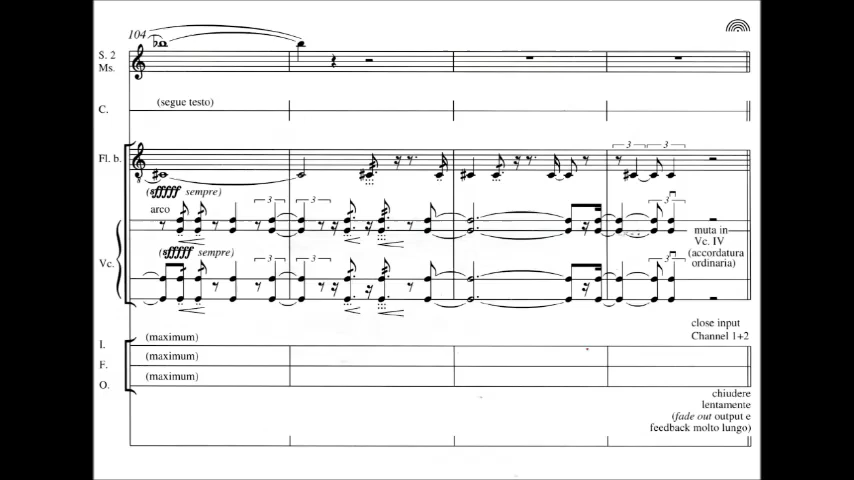 104
S. 2
Ms.
C.
(segue testo)
Fl. b.
3 3
8
(sfffff sempre)
arco
3 3 3
(sfffff sempre)
Vc.
3 3 3
muta in
Vc. IV
(accordatura
ordinaria)
close input
Channel 1+2
I.
(maximum)
F.
(maximum)
O.
(maximum)
chiudere
lentamente
(fade out output e
feedback molto lungo)